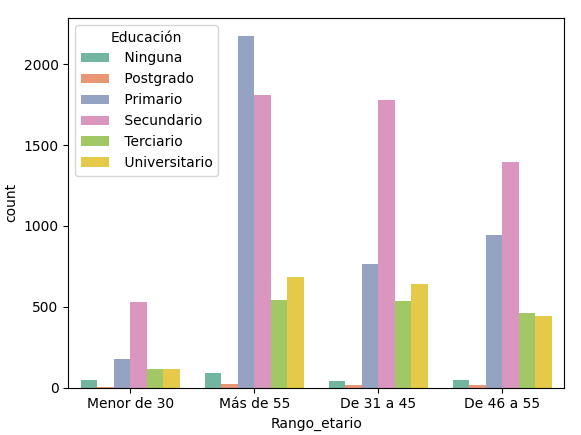 Educación
Ninguna
Postgrado
Primario
Secundario
Terciario
Universitario
2000
1500
1000
500
0
count
Menor de 30 Más de 55 De 31 a 45 De 46 a 55
Rango_etario